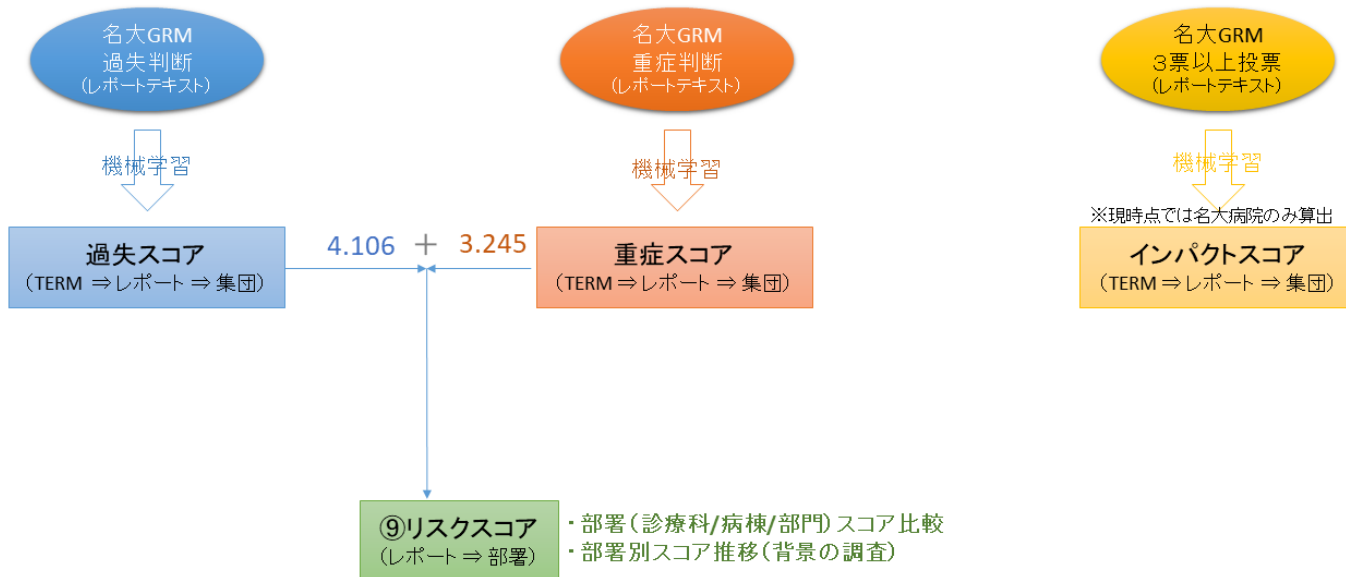 名大GRM
過失判断
(レポートテキスト)
名大GRM
重症判断
(レポートテキスト)
名大GRM
３票以上投票
(レポートテキスト)
機械学習
機械学習
機械学習
※現時点では名大病院のみ算出
過失スコア
(TERM ⇒レポート ⇒ 集団)
4.106 + 3.245
重症スコア
(TERM ⇒レポート ⇒ 集団)
インパクトスコア
(TERM ⇒レポート ⇒ 集団)
⑨リスクスコア
(レポート ⇒ 部署)
・部署(診療科/病棟/部門)スコア比較
・部署別スコア推移(背景の調査)